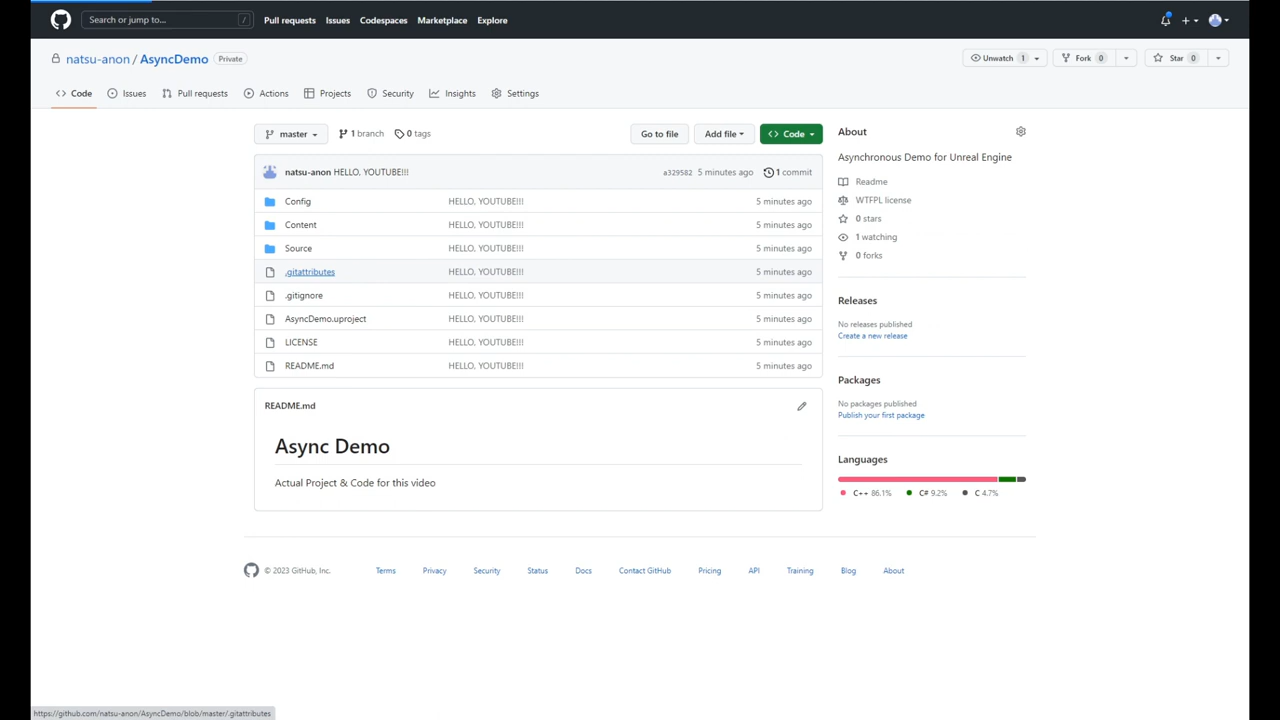 Search or jump to... / Pull requests Issues Codespaces Marketplace Explore
natsu-anon / AsyncDemo Private Unwatch 1 Fork 0 Star 0
Code Issues Pull requests Actions Projects Security Insights Settings
master 1 branch 0 tags Go to file Add file Code
natsu-anon HELLO, YOUTUBE!!! a329582 5 minutes ago 1 commit
Config HELLO, YOUTUBE!!! 5 minutes ago
Content HELLO, YOUTUBE!!! 5 minutes ago
Source HELLO, YOUTUBE!!! 5 minutes ago
.gitattributes HELLO, YOUTUBE!!! 5 minutes ago
.gitignore HELLO, YOUTUBE!!! 5 minutes ago
AsyncDemo.uproject HELLO, YOUTUBE!!! 5 minutes ago
LICENSE HELLO, YOUTUBE!!! 5 minutes ago
README.md HELLO, YOUTUBE!!! 5 minutes ago
README.md
Async Demo
Actual Project & Code for this video
About
Asynchronous Demo for Unreal Engine
Readme
WTFPL license
0 stars
1 watching
0 forks
Releases
No releases published
Create a new release
Packages
No packages published
Publish your first package
Languages
C++ 86.1% C# 9.2% C 4.7%
© 2023 GitHub, Inc. Terms Privacy Security Status Docs Contact GitHub Pricing API Training Blog About
https://github.com/natsu-anon/AsyncDemo/blob/master/.gitattributes